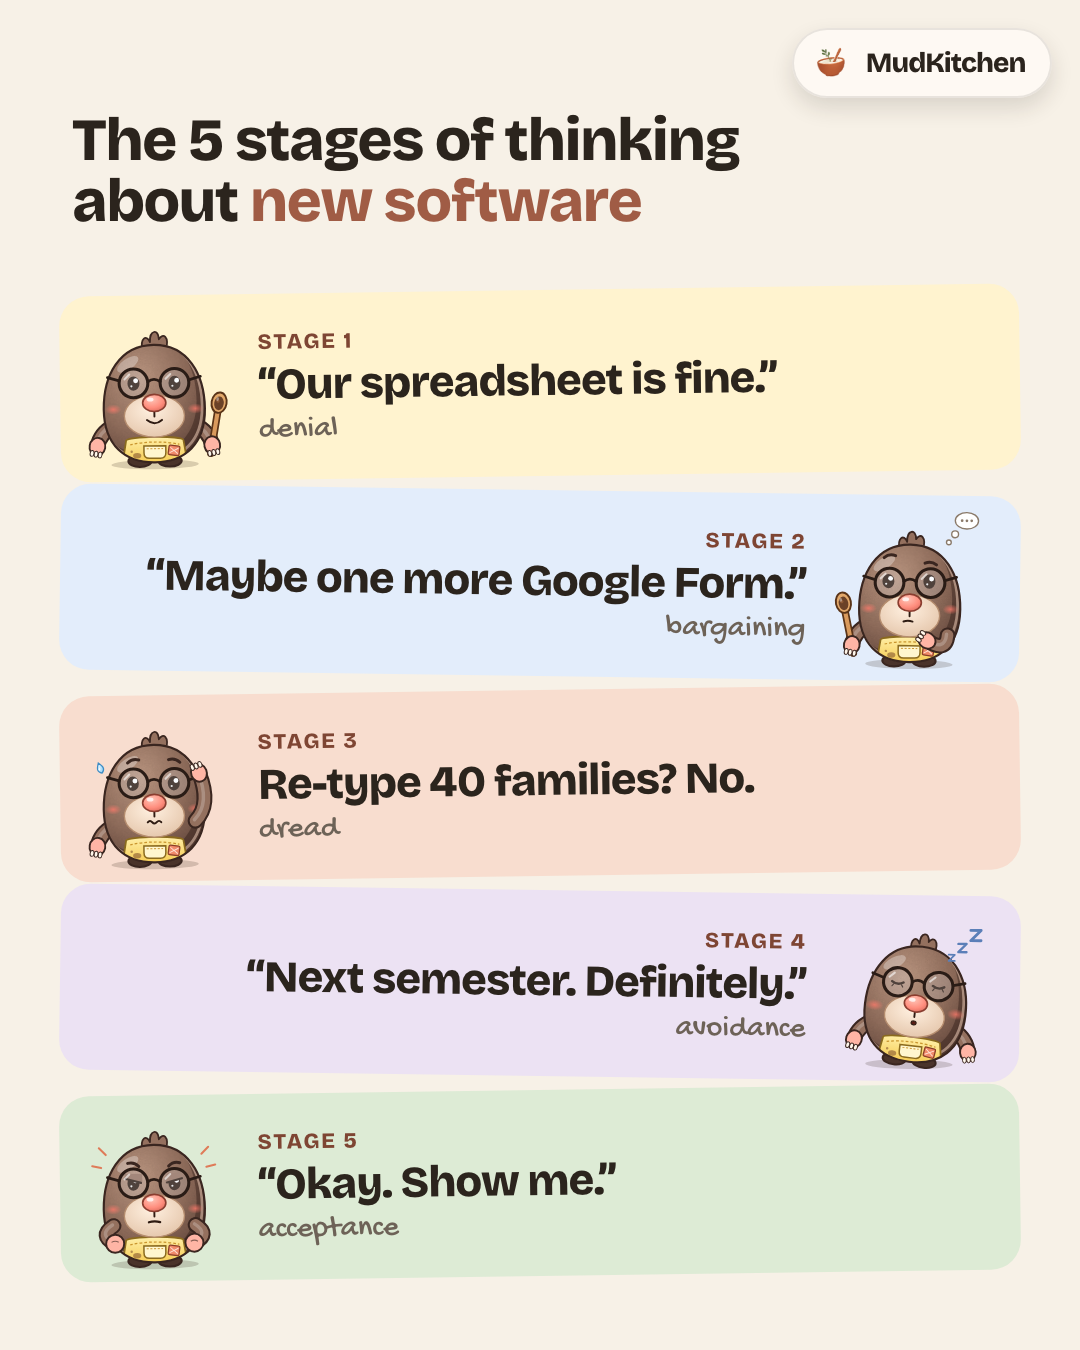 MudKitchen
The 5 stages of thinking
about new software
STAGE 1
“Our spreadsheet is fine.”
denial
STAGE 2
“Maybe one more Google Form.”
bargaining
STAGE 3
Re-type 40 families? No.
dread
z z z
STAGE 4
“Next semester. Definitely.”
avoidance
STAGE 5
“Okay. Show me.”
acceptance